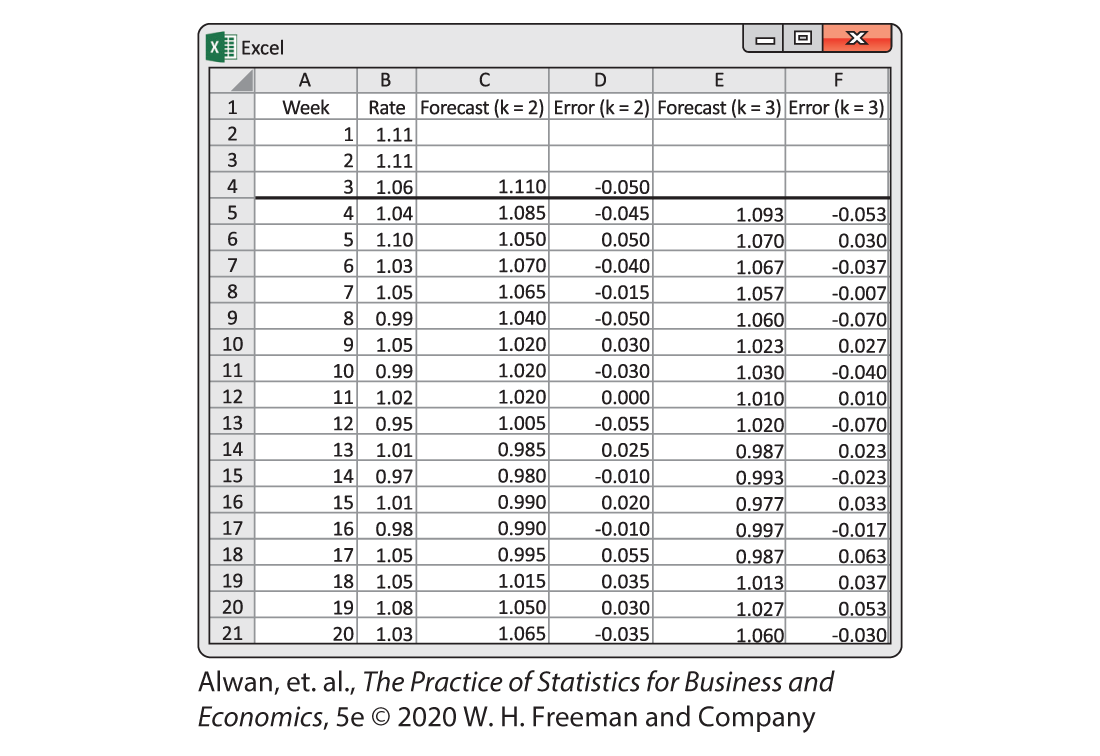 Excel
A B C D E F
1 Week Rate Forecast (k = 2) Error (k = 2) Forecast (k = 3) Error (k = 3)
2 1 1.11
3 2 1.11
4 3 1.06 1.110 -0.050
5 4 1.04 1.085 -0.045 1.093 -0.053
6 5 1.10 1.050 0.050 1.070 0.030
7 6 1.03 1.070 -0.040 1.067 -0.037
8 7 1.05 1.065 -0.015 1.057 -0.007
9 8 0.99 1.040 -0.050 1.060 -0.070
10 9 1.05 1.020 0.030 1.023 0.027
11 10 0.99 1.020 -0.030 1.030 -0.040
12 11 1.02 1.020 0.000 1.010 0.010
13 12 0.95 1.005 -0.055 1.020 -0.070
14 13 1.01 0.985 0.025 0.987 0.023
15 14 0.97 0.980 -0.010 0.993 -0.023
16 15 1.01 0.990 0.020 0.977 0.033
17 16 0.98 0.990 -0.010 0.997 -0.017
18 17 1.05 0.995 0.055 0.987 0.063
19 18 1.05 1.015 0.035 1.013 0.037
20 19 1.08 1.050 0.030 1.027 0.053
21 20 1.03 1.065 -0.035 1.060 -0.030
Alwan, et. al., The Practice of Statistics for Business and
Economics, 5e © 2020 W. H. Freeman and Company